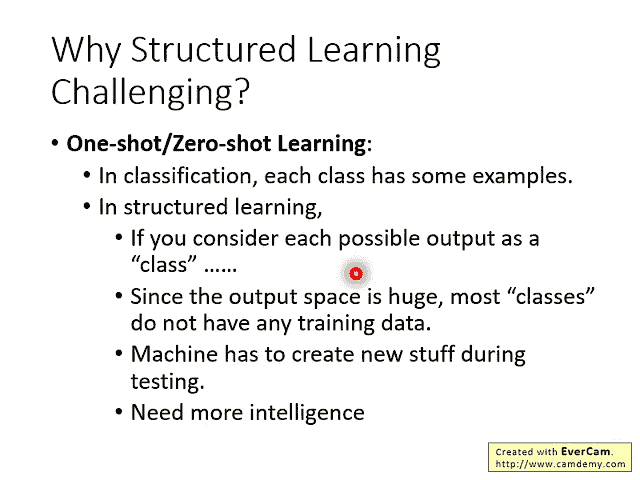 Why Structured Learning
Challenging?
• One-shot/Zero-shot Learning:
• In classification, each class has some examples.
• In structured learning,
• If you consider each possible output as a
“class” ……
• Since the output space is huge, most “classes”
do not have any training data.
• Machine has to create new stuff during
testing.
• Need more intelligence
Created with EverCam.
http://www.camdemy.com